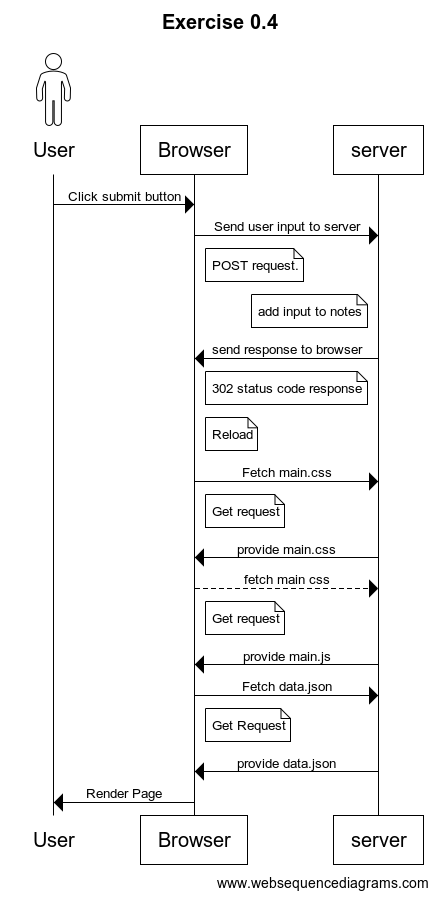 Exercise 0.4
User
Browser
server
Click submit button
Send user input to server
POST request.
add input to notes
send response to browser
302 status code response
Reload
Fetch main.css
Get request
provide main.css
fetch main css
Get request
provide main.js
Fetch data.json
Get Request
provide data.json
Render Page
User
Browser
server
www.websequencediagrams.com